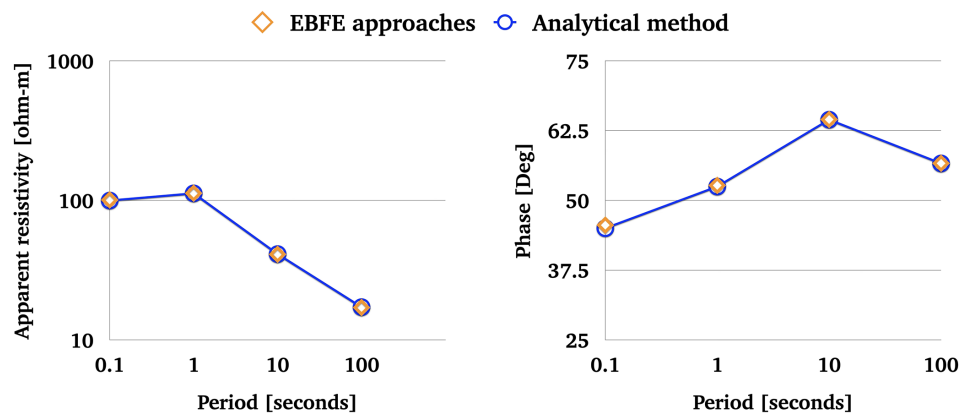 EBFE approaches
Analytical method
Apparent resistivity [ohm-m]
1000
100
10
0.1 1 10 100
Period [seconds]
Phase [Deg]
75
62.5
50
37.5
25
0.1 1 10 100
Period [seconds]